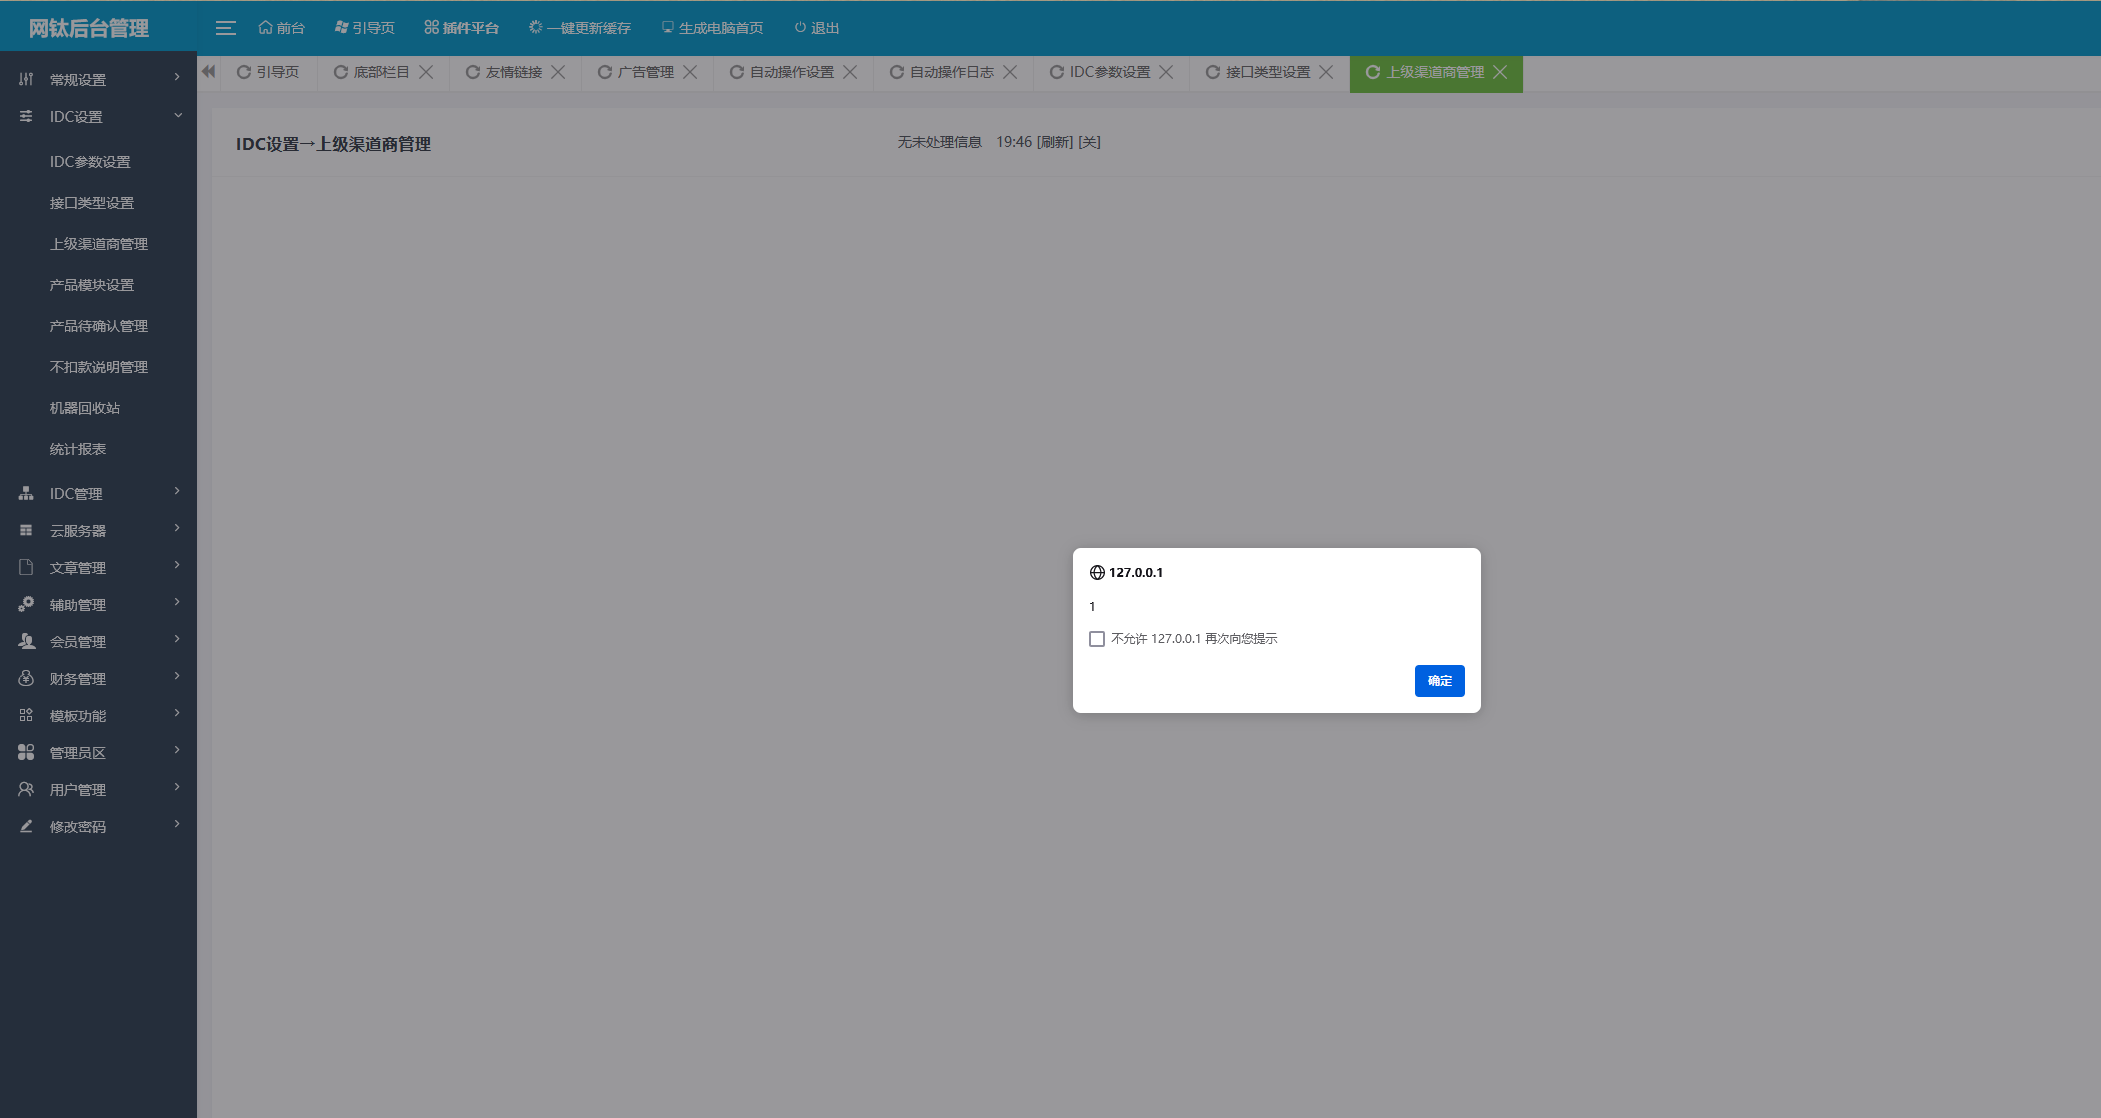 网钛后台管理
前台 引导页 插件平台 一键更新缓存 生成电脑首页 退出
引导页 底部栏目 友情链接 广告管理 自动操作设置 自动操作日志 IDC参数设置 接口类型设置 上级渠道商管理
常规设置
IDC设置
IDC参数设置
接口类型设置
上级渠道商管理
产品模块设置
产品待确认管理
不扣款说明管理
机器回收站
统计报表
IDC管理
云服务器
文章管理
辅助管理
会员管理
财务管理
模板功能
管理员区
用户管理
修改密码
IDC设置→上级渠道商管理
无未处理信息 19:46 [刷新] [关]
127.0.0.1
1
不允许 127.0.0.1 再次向您提示
确定